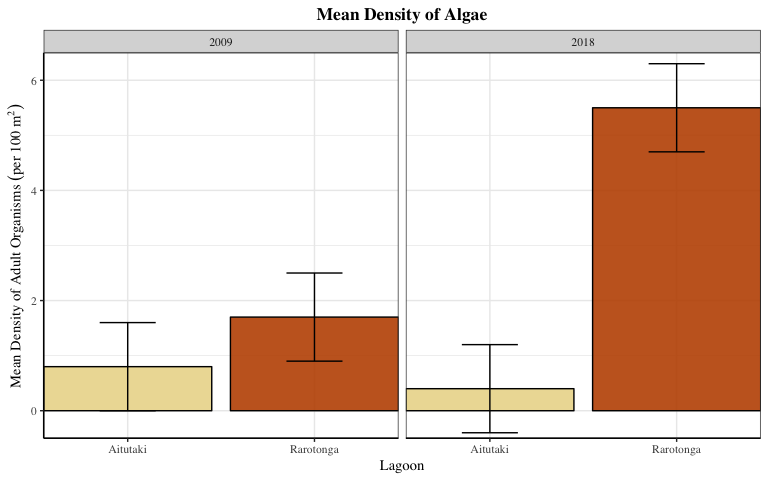 Mean Density of Algae
2009
2018
Mean Density of Adult Organisms (per 100 m²)
6
4
2
0
Aitutaki
Rarotonga
Aitutaki
Rarotonga
Lagoon